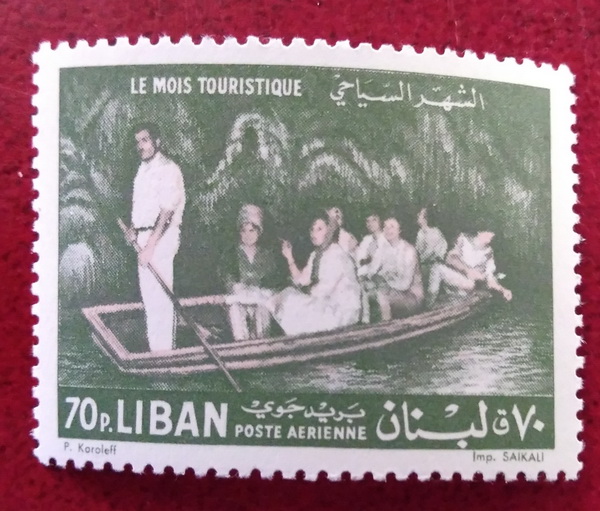 LE MOIS TOURISTIQUE الشهر السياحي
70p. LIBAN بريد جوي POSTE AERIENNE لبنان ٧٠ق
P. Koroleff Imp. SAIKALI